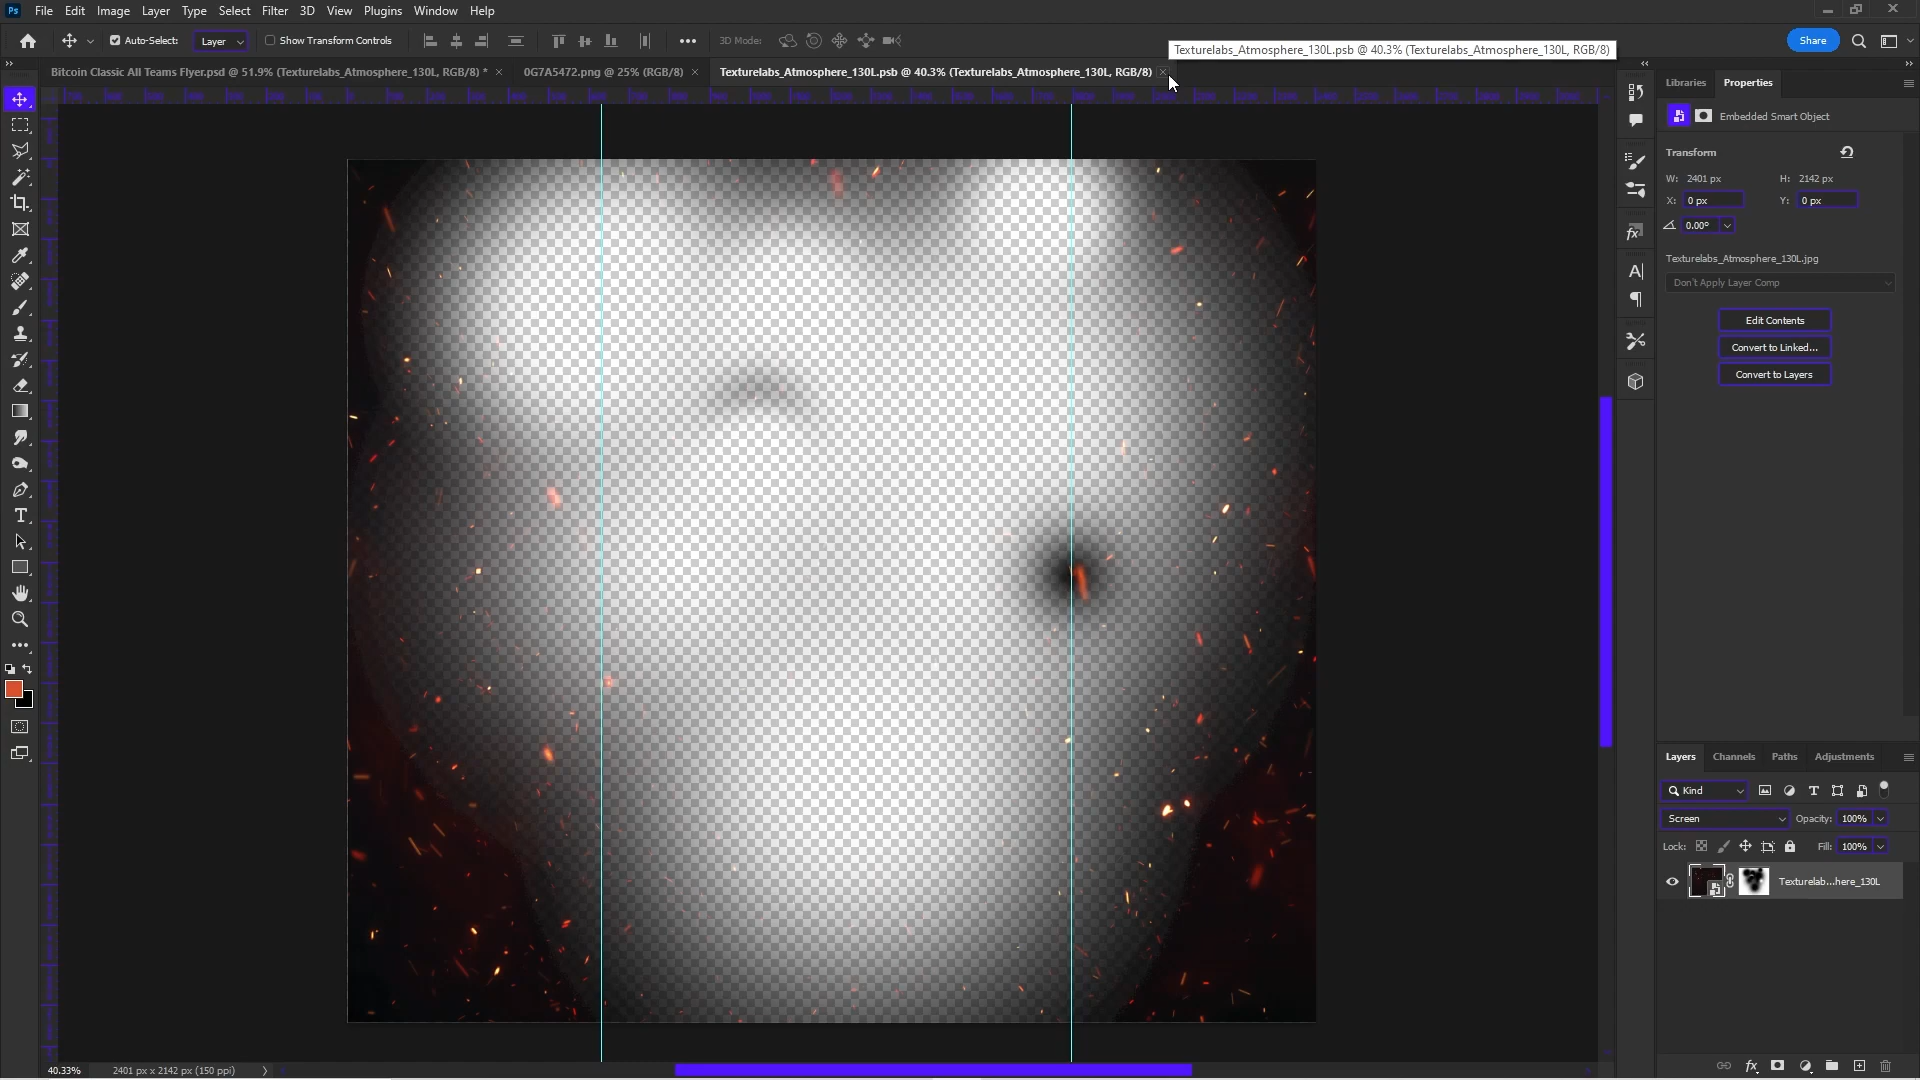 Ps File Edit Image Layer Type Select Filter 3D View Plugins Window Help
Auto-Select: Layer Show Transform Controls 3D Mode: Share
Texturelabs_Atmosphere_130L.psb @ 40.3% (Texturelabs_Atmosphere_130L, RGB/8)
Bitcoin Classic All Teams Flyer.psd @ 51.9% (Texturelabs_Atmosphere_130L, RGB/8) * 0G7A5472.png @ 25% (RGB/8) Texturelabs_Atmosphere_130L.psb @ 40.3% (Texturelabs_Atmosphere_130L, RGB/8)
Libraries Properties
Embedded Smart Object
Transform
W: 2401 px H: 2142 px
X: 0 px Y: 0 px
0.00°
Texturelabs_Atmosphere_130L.jpg
Don't Apply Layer Comp
Edit Contents
Convert to Linked...
Convert to Layers
Layers Channels Paths Adjustments
Kind
Screen Opacity: 100%
Lock: Fill: 100%
Texturelab...here_130L
40.33% 2401 px x 2142 px (150 ppi)